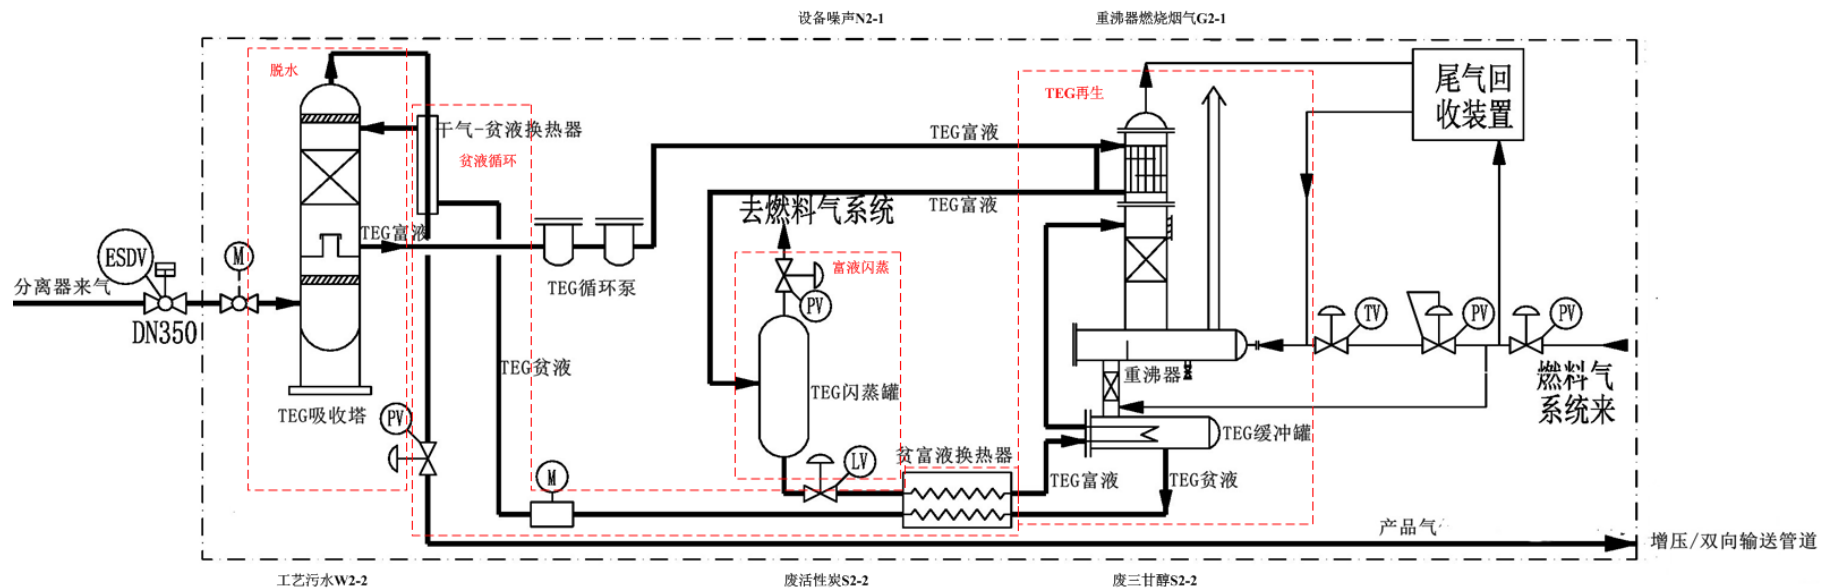 设备噪声N2-1
重沸器燃烧烟气G2-1
脱水
TEG再生
尾气回
收装置
干气-贫液换热器
贫液循环
TEG富液
TEG富液
去燃料气系统
TEG富液
ESDV
M
分离器来气
DN350
TEG循环泵
富液闪蒸
PV
TV
PV
PV
TEG贫液
TEG闪蒸罐
重沸器
燃料气
系统来
TEG吸收塔
PV
TEG缓冲罐
贫富液换热器
M
LV
TEG富液
TEG贫液
产品气
增压/双向输送管道
工艺污水W2-2
废活性炭S2-2
废三甘醇S2-2